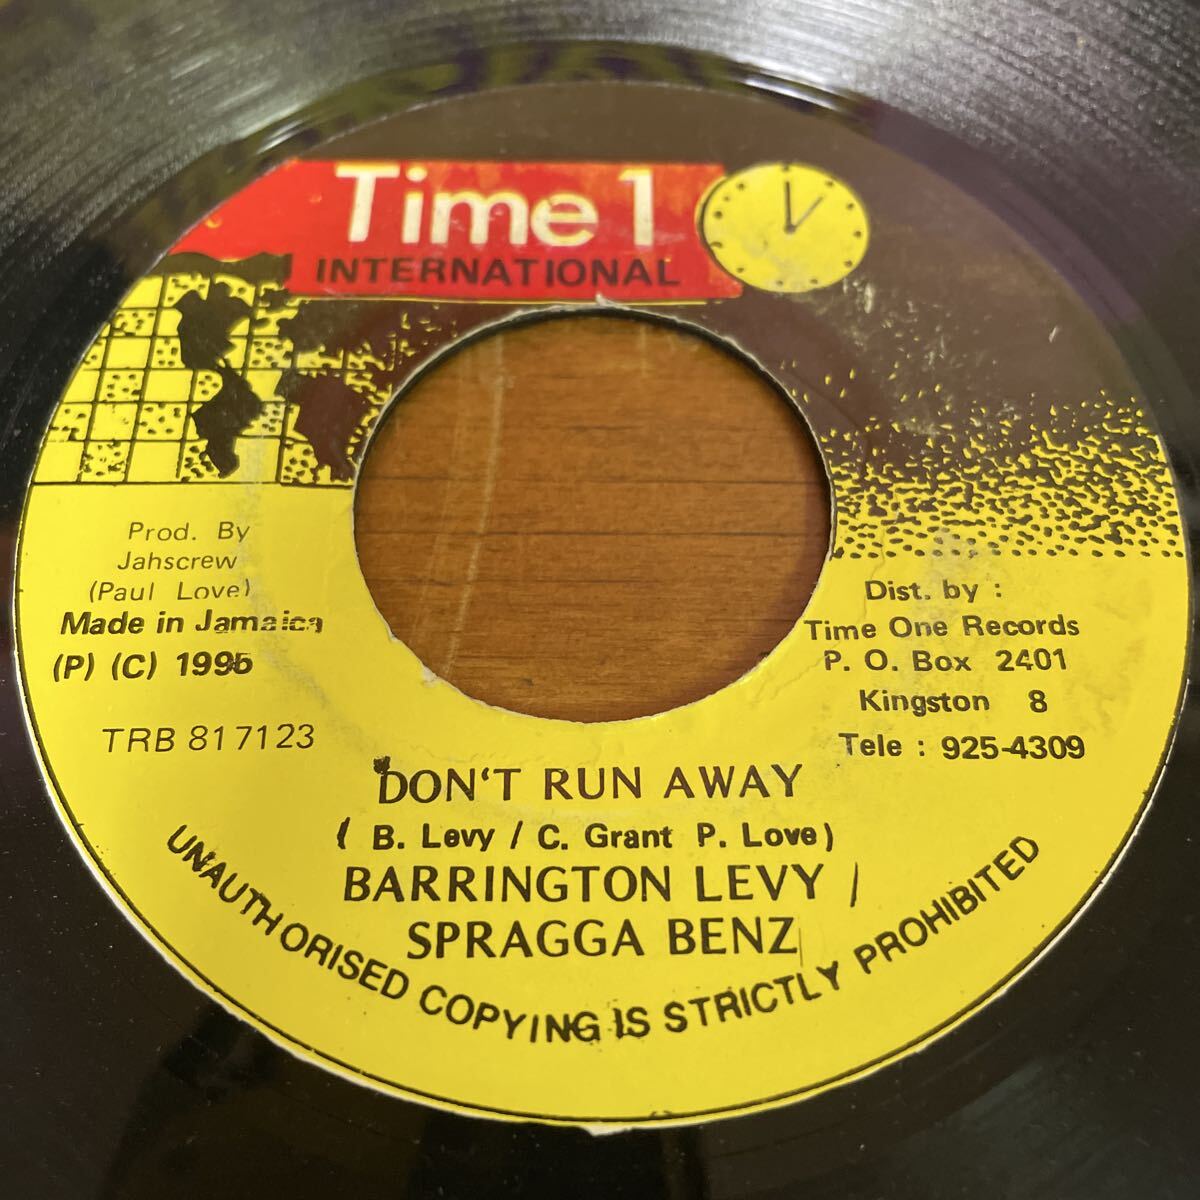 Time 1
INTERNATIONAL
Prod. By
Jahscrew
(Paul Love)
Made in Jamaica
(P) (C) 1995
TRB 817123
Dist. by :
Time One Records
P. O. Box 2401
Kingston 8
Tele : 925-4309
DON'T RUN AWAY
( B. Levy / C. Grant P. Love)
BARRINGTON LEVY /
SPRAGGA BENZ
UNAUTHORISED COPYING IS STRICTLY PROHIBITED